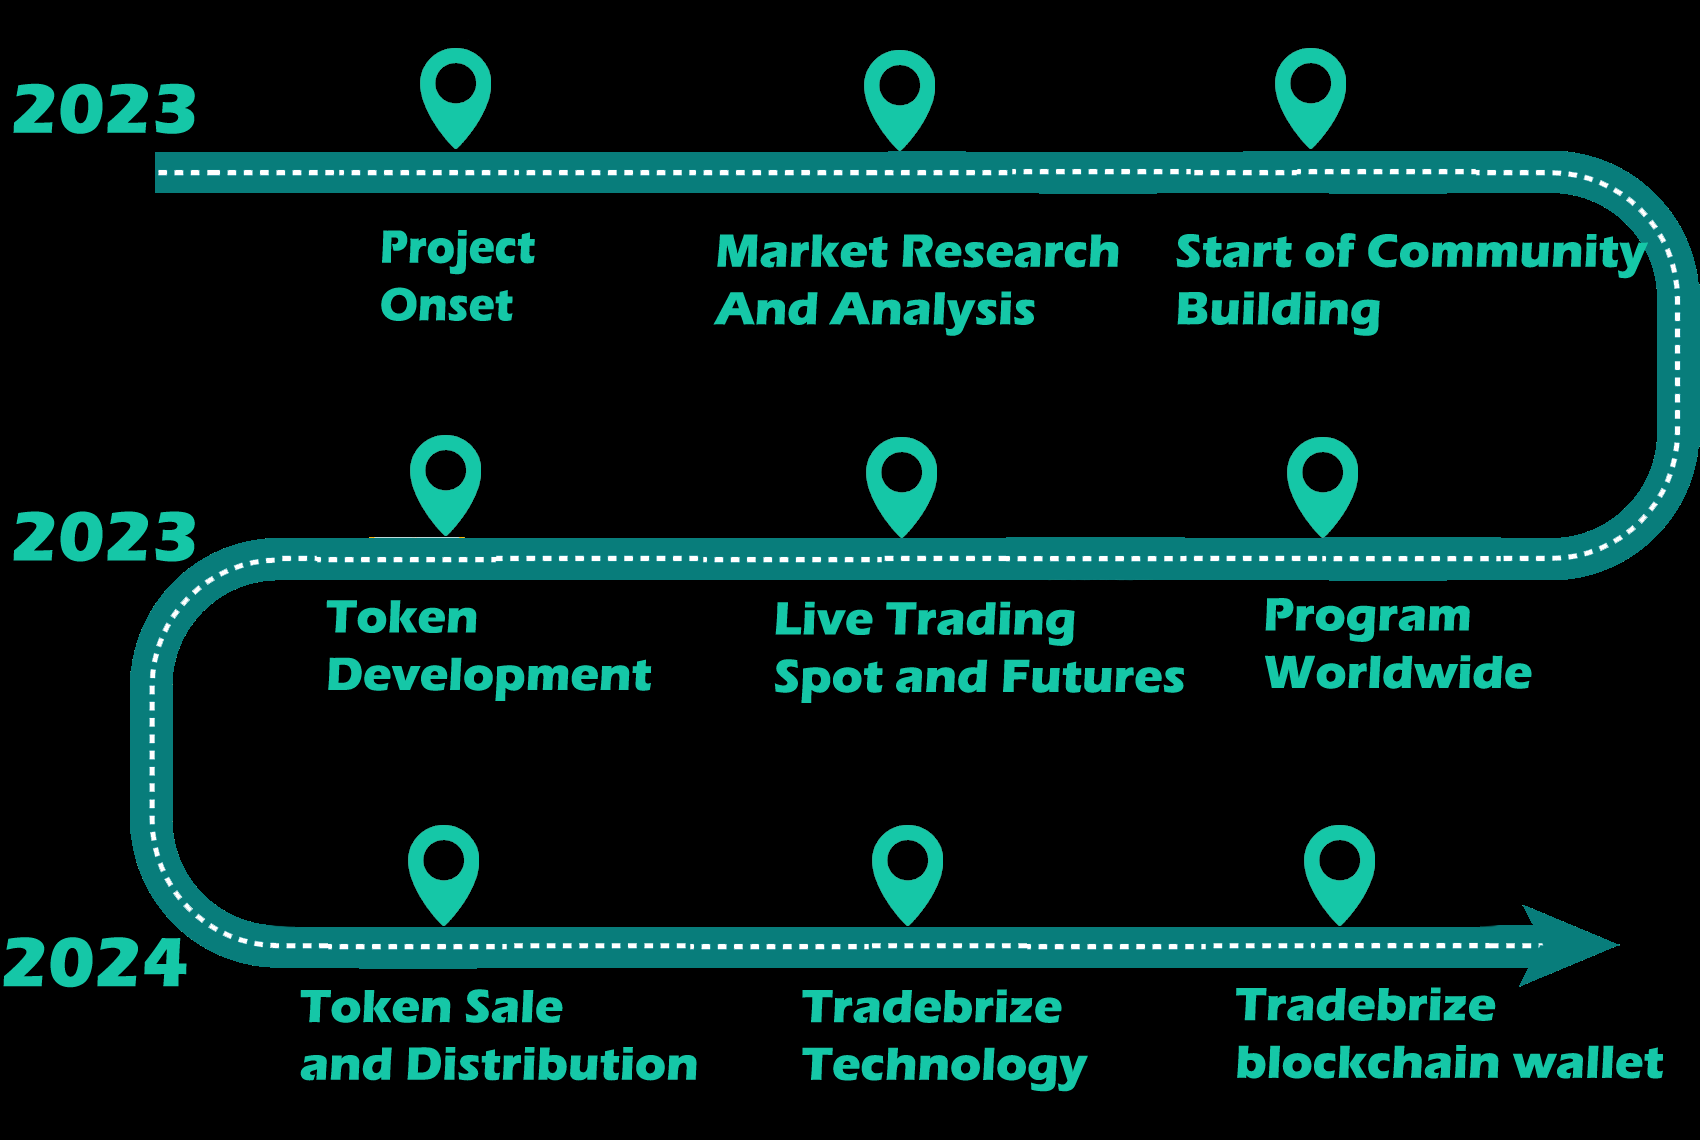 2023
Project
Onset
Market Research
And Analysis
Start of Community
Building
2023
Token
Development
Live Trading
Spot and Futures
Program
Worldwide
2024
Token Sale
and Distribution
Tradebrize
Technology
Tradebrize
blockchain wallet